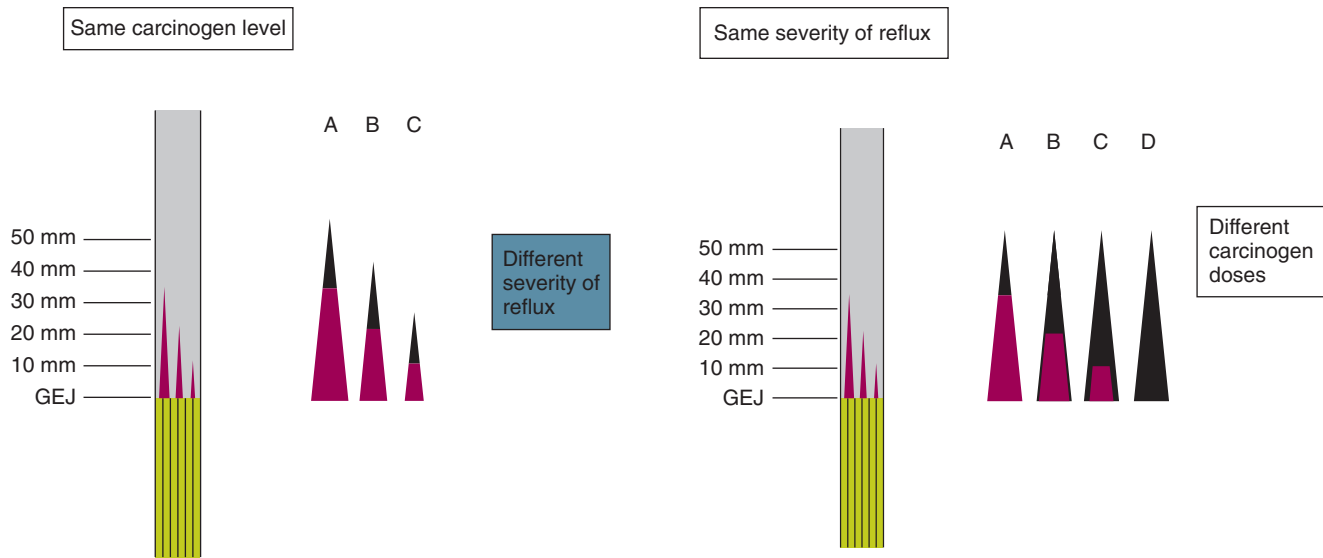 Same carcinogen level
A B C
50 mm
40 mm
30 mm
20 mm
10 mm
GEJ
Different
severity of
reflux
Same severity of reflux
A B C D
50 mm
40 mm
30 mm
20 mm
10 mm
GEJ
Different
carcinogen
doses